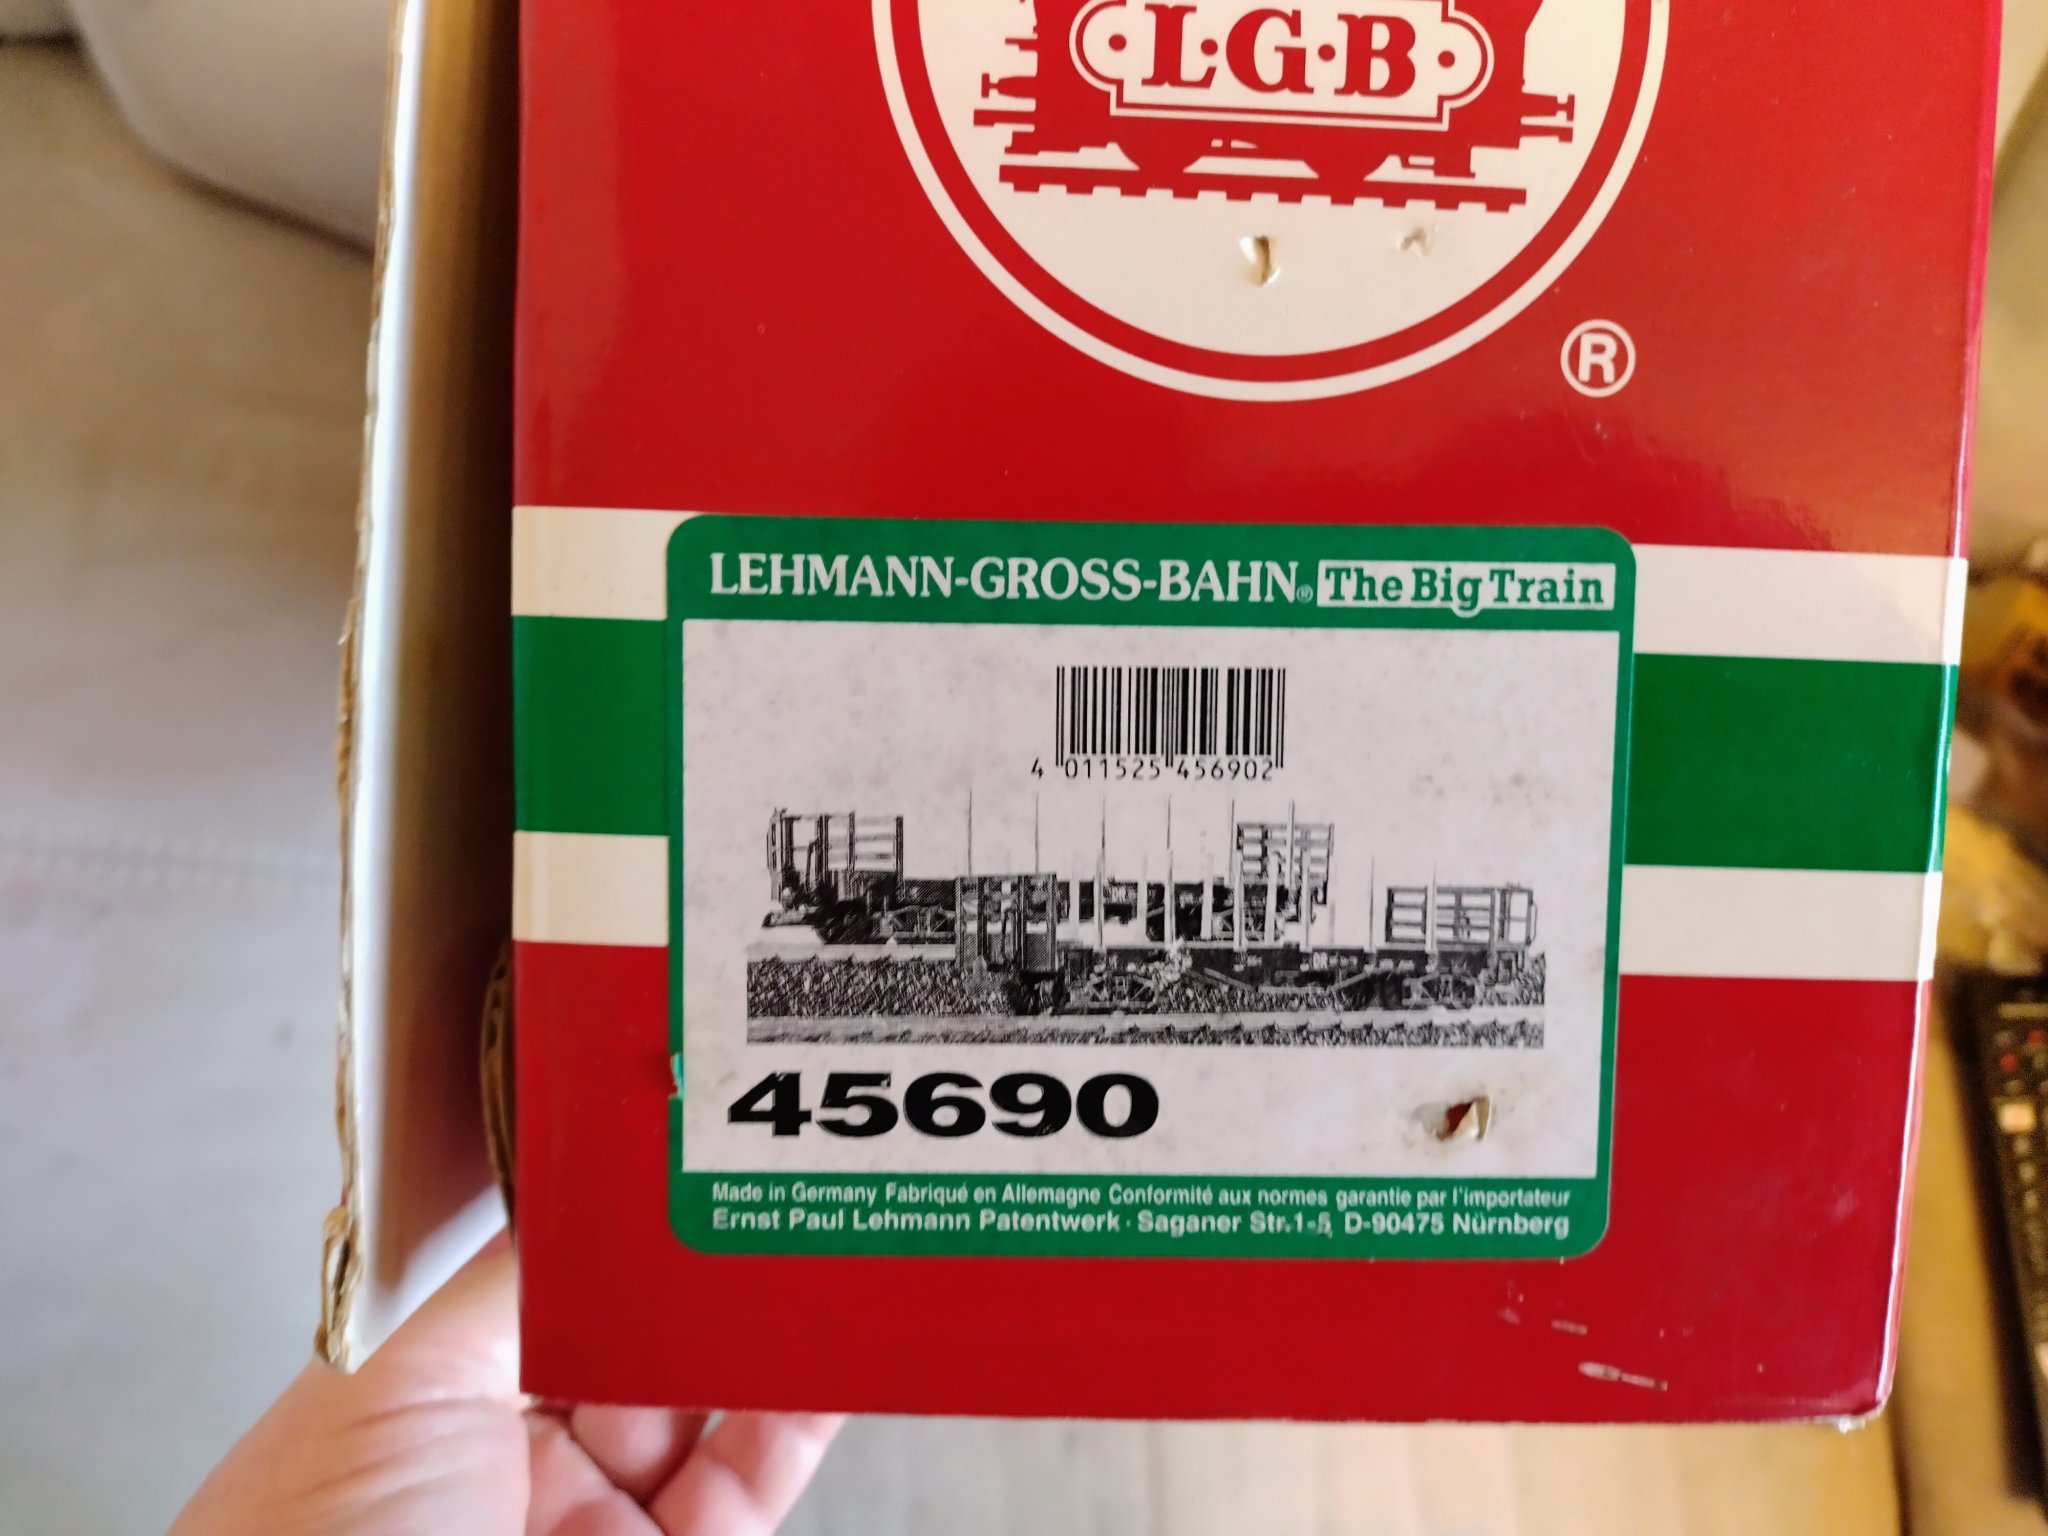 L·G·B
®
LEHMANN-GROSS-BAHN® The Big Train
4 011525 456902
DR
45690
Made in Germany Fabriqué en Allemagne Conformité aux normes garantie par l'importateur
Ernst Paul Lehmann Patentwerk · Saganer Str. 1-5, D-90475 Nürnberg